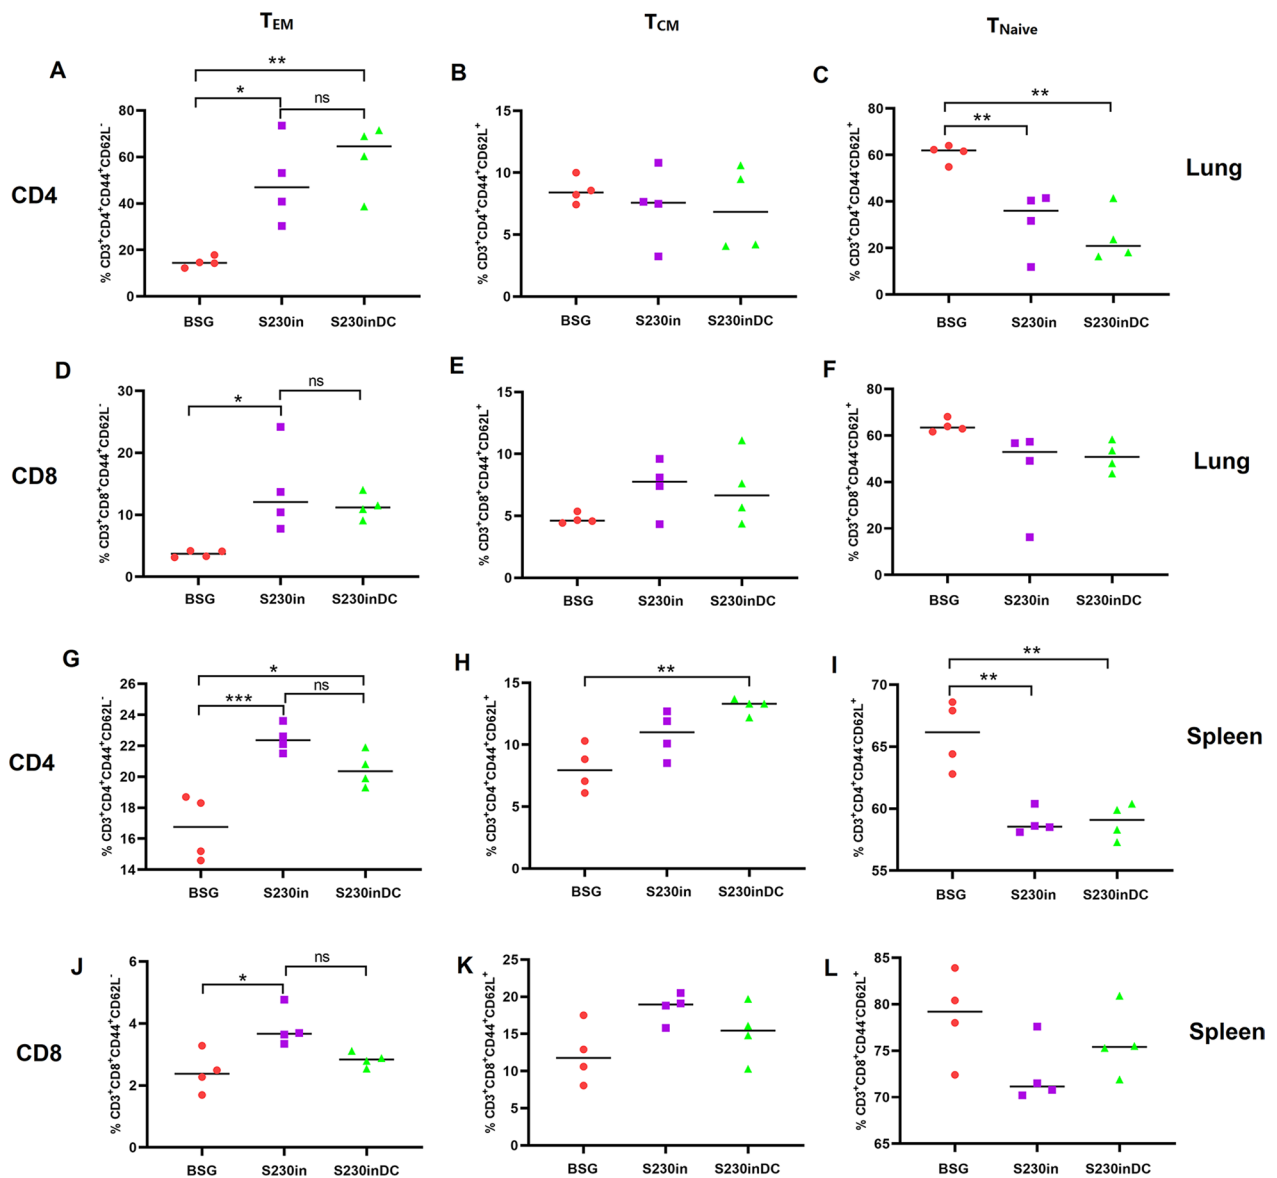 T_EM T_CM T_Naive
A
**
*
ns
% CD3+CD4+CD44+CD62L-
80
60
40
20
0
BSG S230in S230inDC
B
% CD3+CD4+CD44+CD62L+
15
10
5
0
BSG S230in S230inDC
C
**
**
% CD3+CD4+CD44-CD62L+
80
60
40
20
0
BSG S230in S230inDC
CD4
Lung
D
*
ns
% CD3+CD8+CD44+CD62L-
30
20
10
0
BSG S230in S230inDC
E
% CD3+CD8+CD44+CD62L+
15
10
5
0
BSG S230in S230inDC
F
% CD3+CD8+CD44-CD62L+
80
60
40
20
0
BSG S230in S230inDC
CD8
Lung
G
*
***
ns
% CD3+CD4+CD44+CD62L-
26
24
22
20
18
16
14
BSG S230in S230inDC
H
**
% CD3+CD4+CD44+CD62L+
15
10
5
0
BSG S230in S230inDC
I
**
**
% CD3+CD4+CD44-CD62L+
70
65
60
55
BSG S230in S230inDC
CD4
Spleen
J
*
ns
% CD3+CD8+CD44+CD62L-
6
4
2
0
BSG S230in S230inDC
K
% CD3+CD8+CD44+CD62L+
25
20
15
10
5
0
BSG S230in S230inDC
L
% CD3+CD8+CD44-CD62L+
85
80
75
70
65
BSG S230in S230inDC
CD8
Spleen